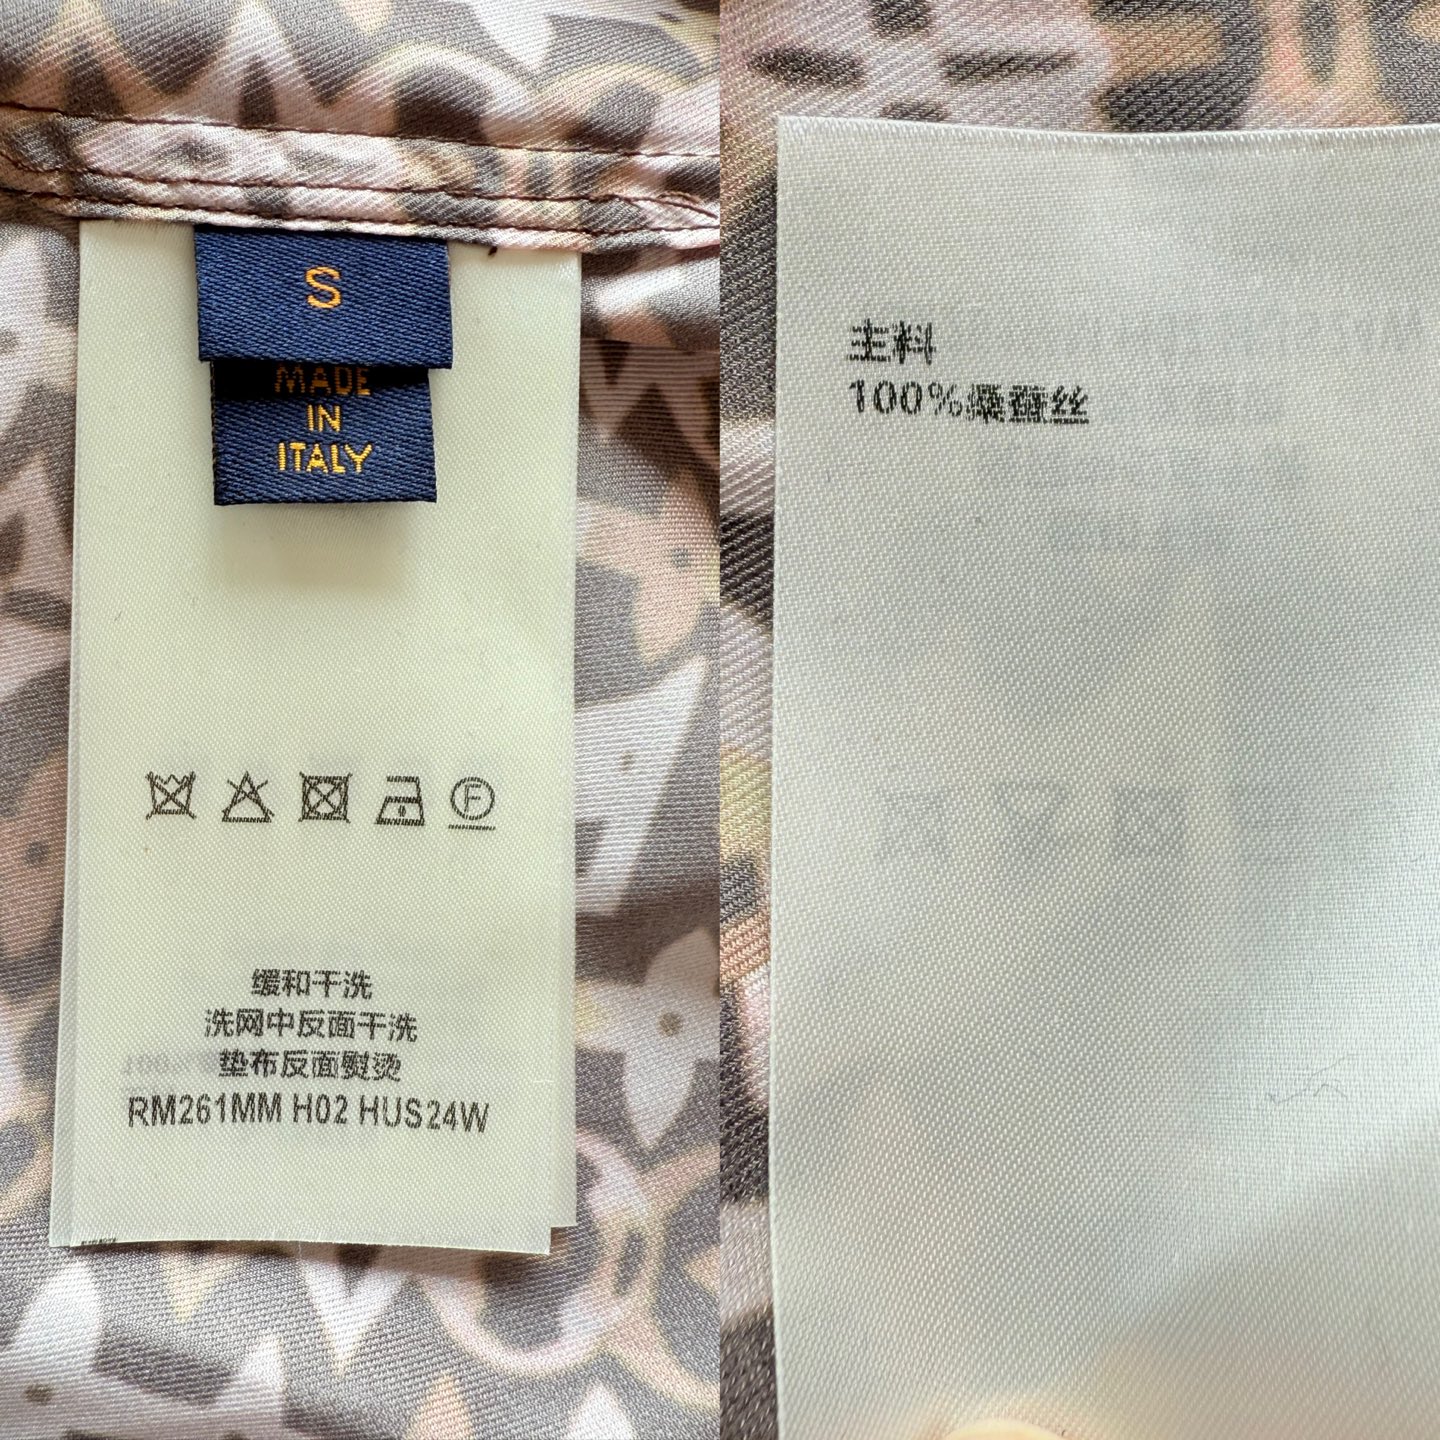 S
MADE
IN
ITALY
F
缓和干洗
洗网中反面干洗
垫布反面熨烫
RM261MM H02 HUS24W
主料
100%桑蚕丝